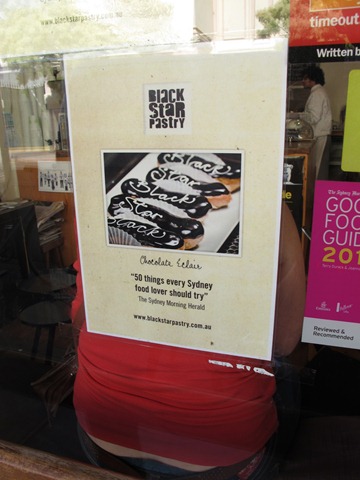 www.blackstarpastry.com.au
BLACK
STAR
PASTRY
Black
Star
Black
Star
Black
Chocolate Eclair
"50 things every Sydney
food lover should try"
The Sydney Morning Herald
www.blackstarpastry.com.au
timeout
Written b
The Sydney
GOO
FOO
GUID
201
Reviewed &
Recommended